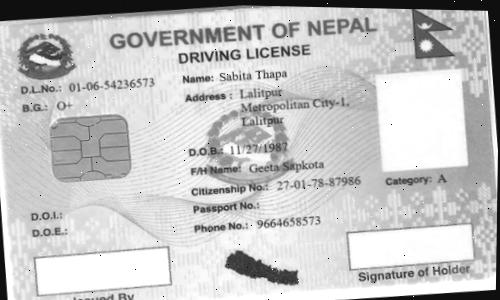 GOVERNMENT OF NEPAL
DRIVING LICENSE
D.L.No.: 01-06-54236573
B.G.: O+
Name: Sabita Thapa
Address : Lalitpur
Metropolitan City-1,
Lalitpur
D.O.B.: 11/27/1987
F/H Name: Geeta Sapkota
Citizenship No.: 27-01-78-87986
Category: A
Passport No.:
D.O.I.:
D.O.E.:
Phone No.: 9664658573
Issued By
Signature of Holder